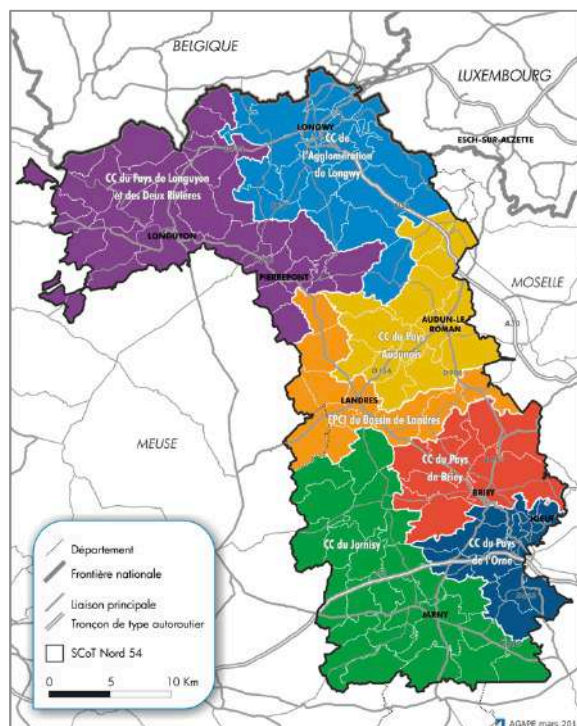 BELGIQUE
LUXEMBOURG
LONGWY
CC de
l'Agglomération
de Longwy
ESCH-SUR-ALZETTE
CC du Pays de Longuyon
et des Deux Rivières
LONGUYON
PIERREPONT
MOSELLE
AUDUN-LE
ROMAN
CC du Pays
Audunois
LANDRES
EPCI du Bassin de Landres
MEUSE
CC du Pays
de Briey
BRIEY
JOEUF
CC du Jarnisy
CC du Pays
de l'Orne
JARNY
Département
Frontière nationale
Liaison principale
Tronçon de type autoroutier
SCoT Nord 54
0 5 10 Km
AGAPE mars 201